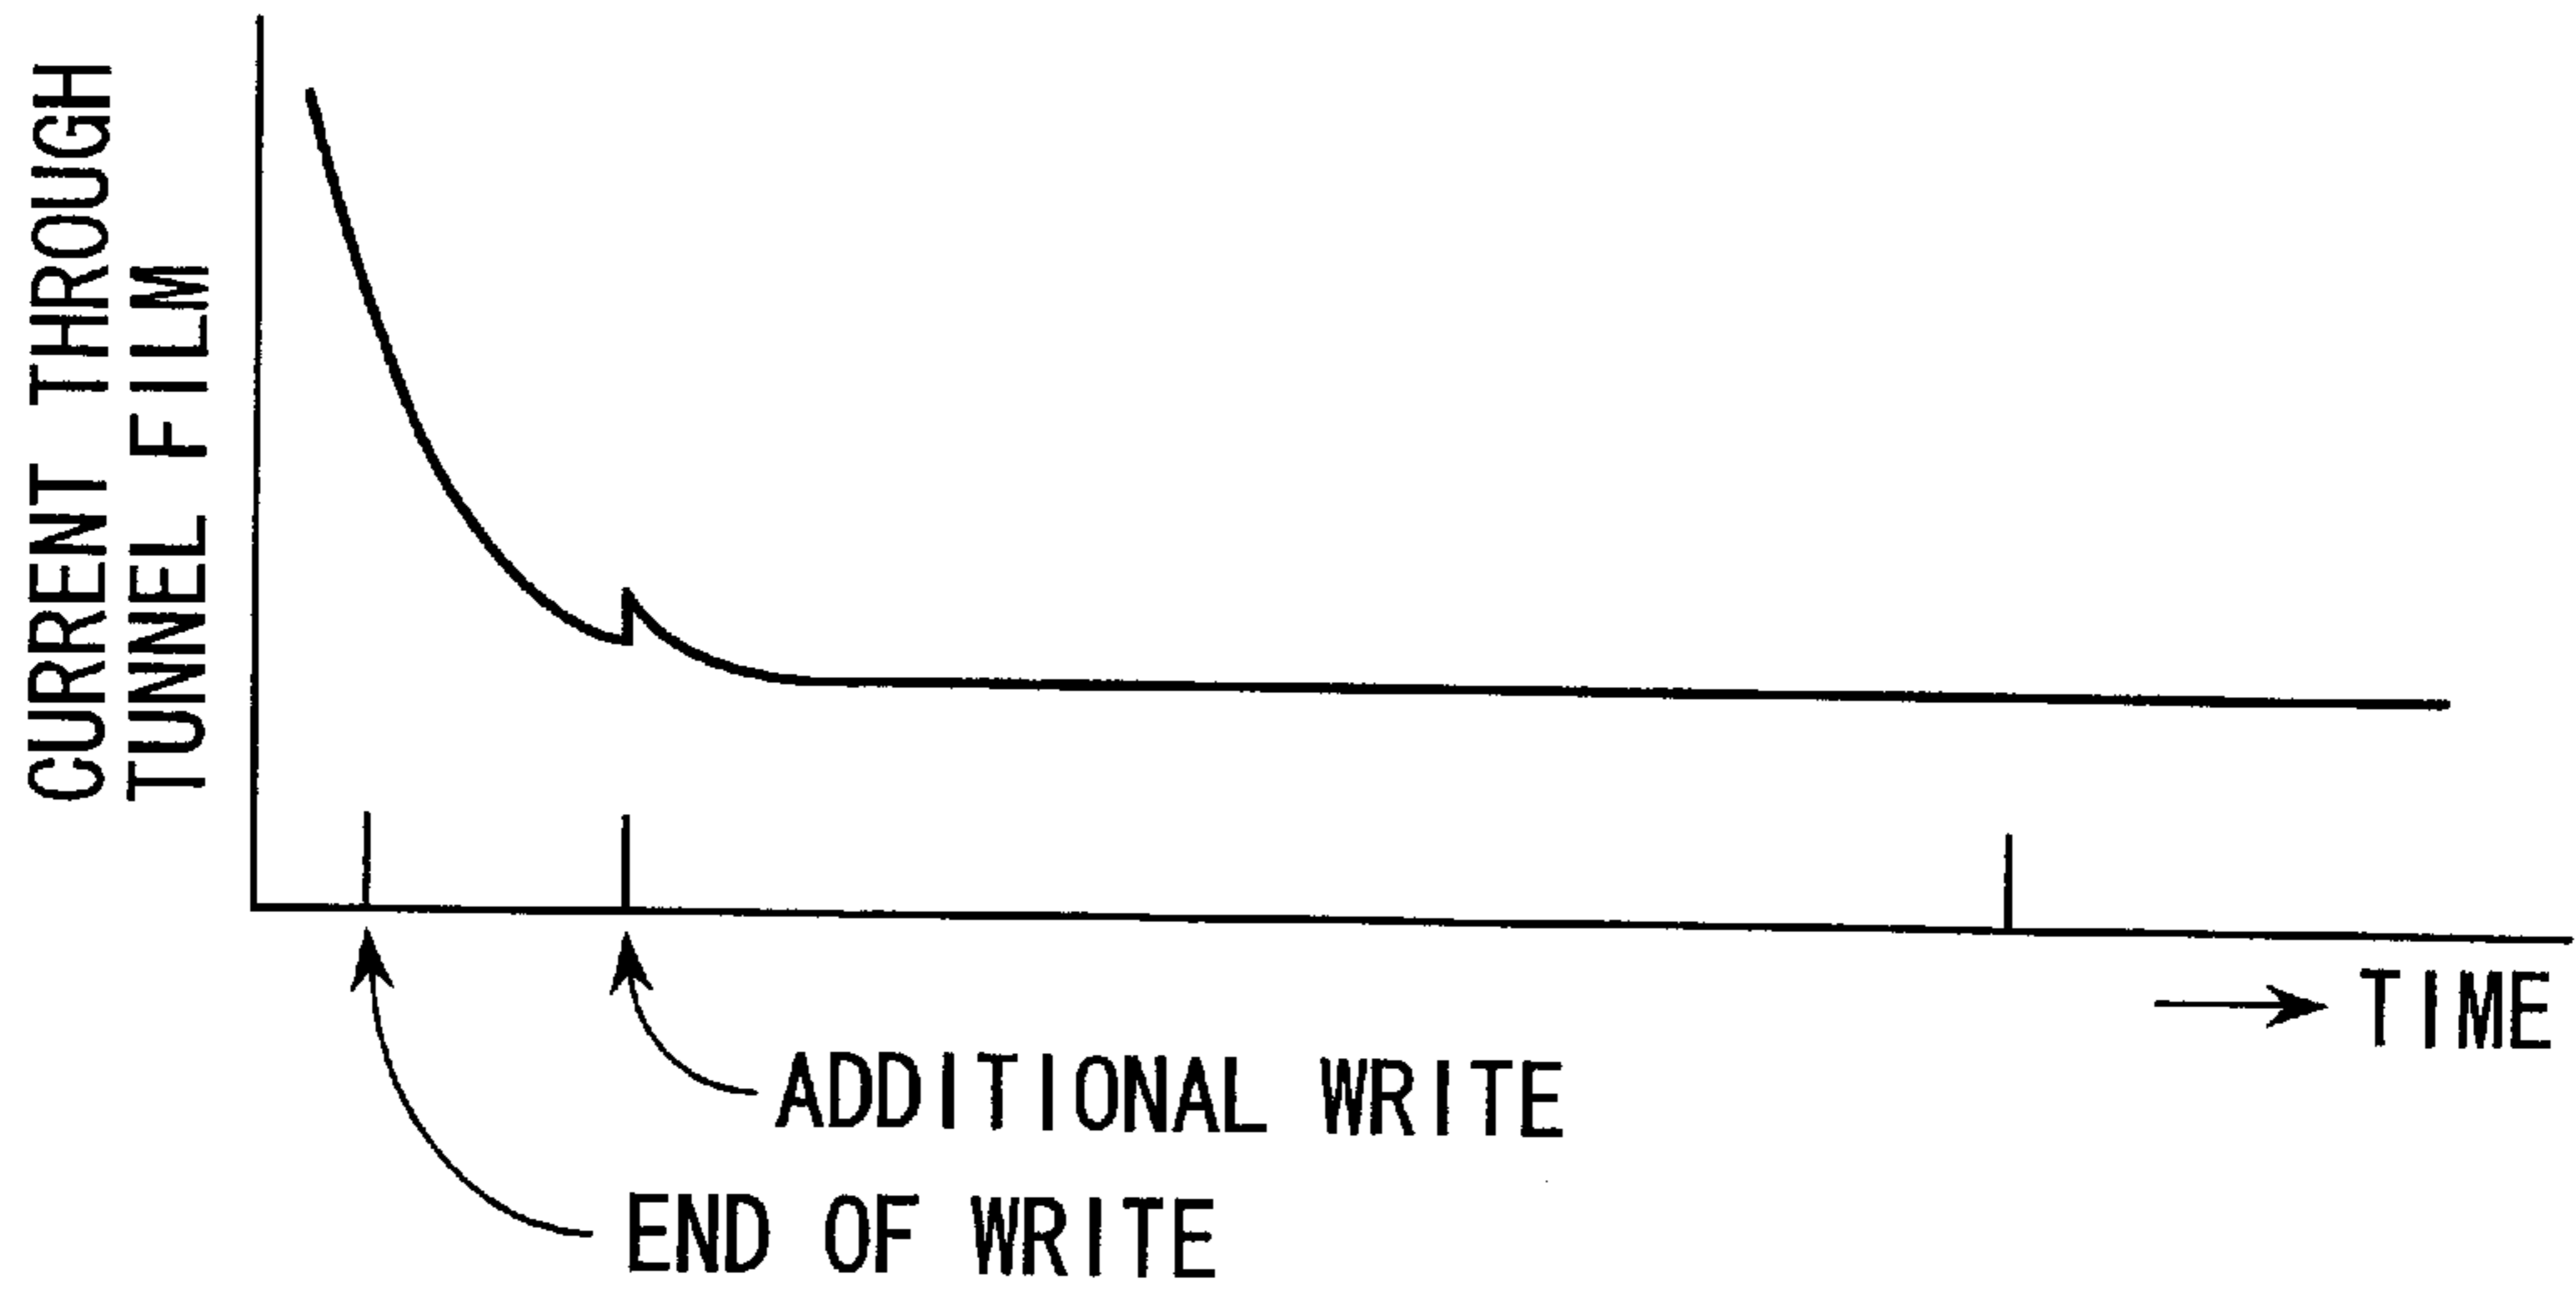 CURRENT THROUGH
TUNNEL FILM
TIME
ADDITIONAL WRITE
END OF WRITE